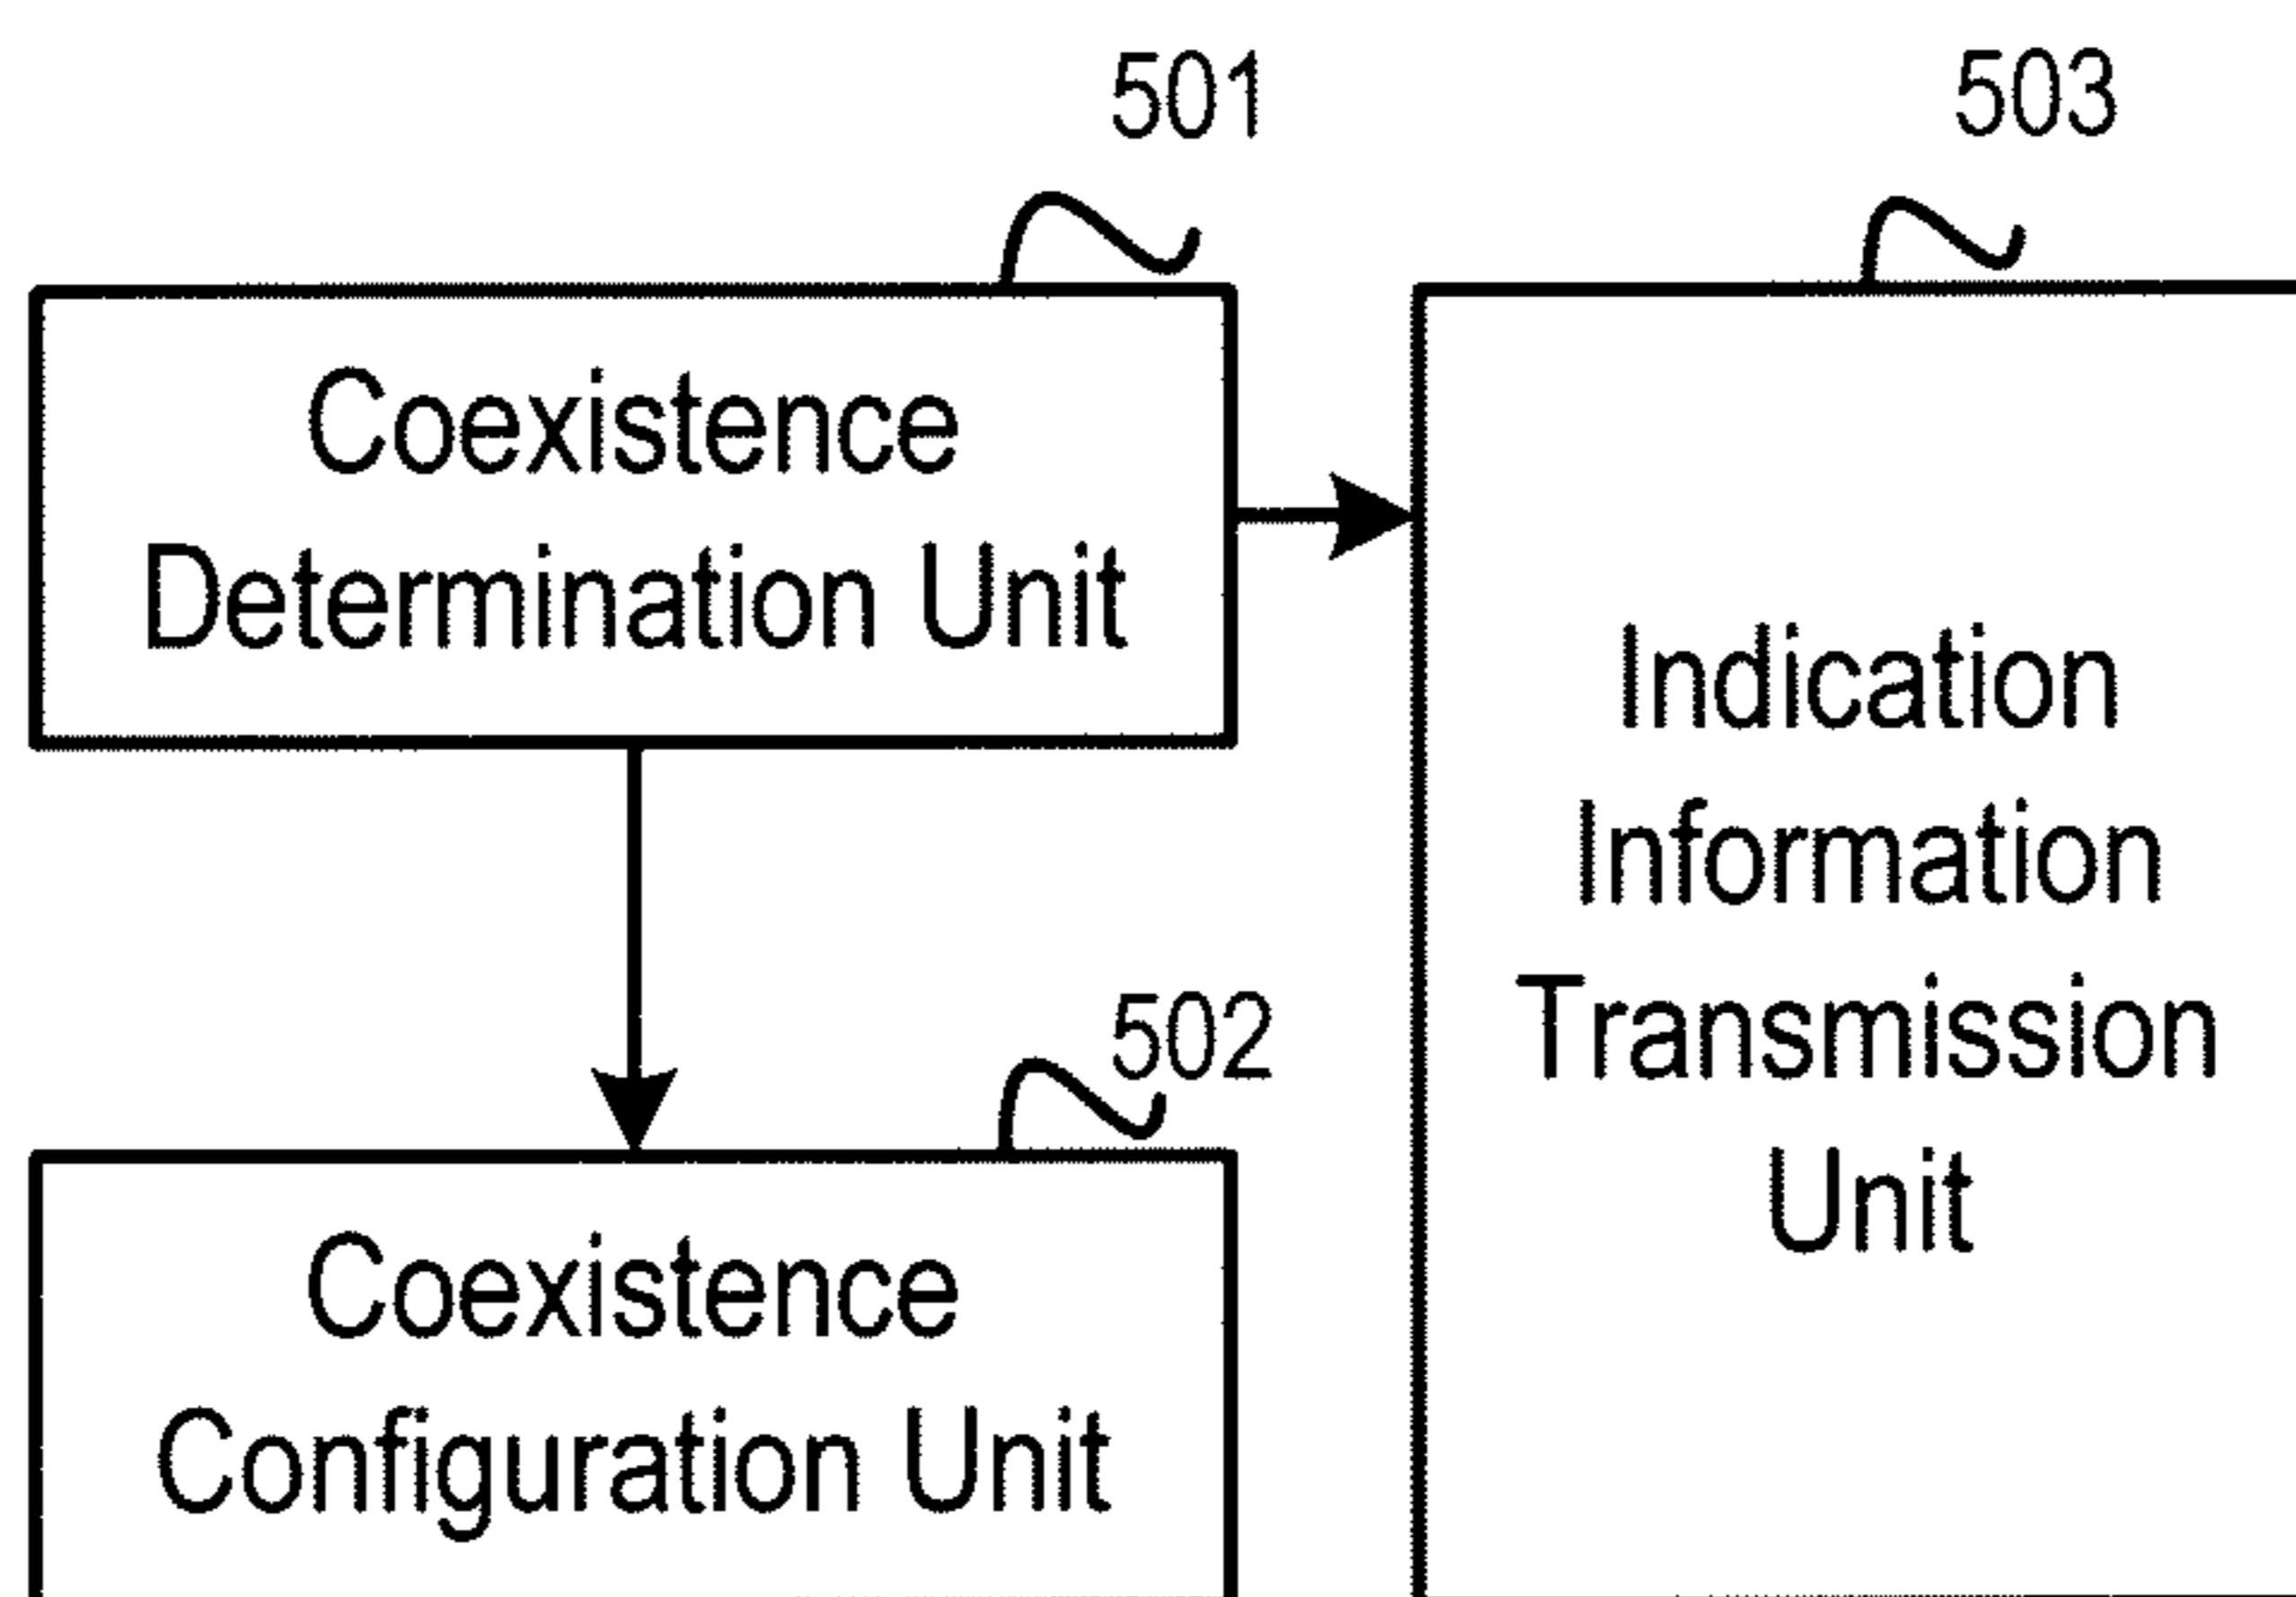 501
Coexistence
Determination Unit
502
Coexistence
Configuration Unit
503
Indication
Information
Transmission
Unit